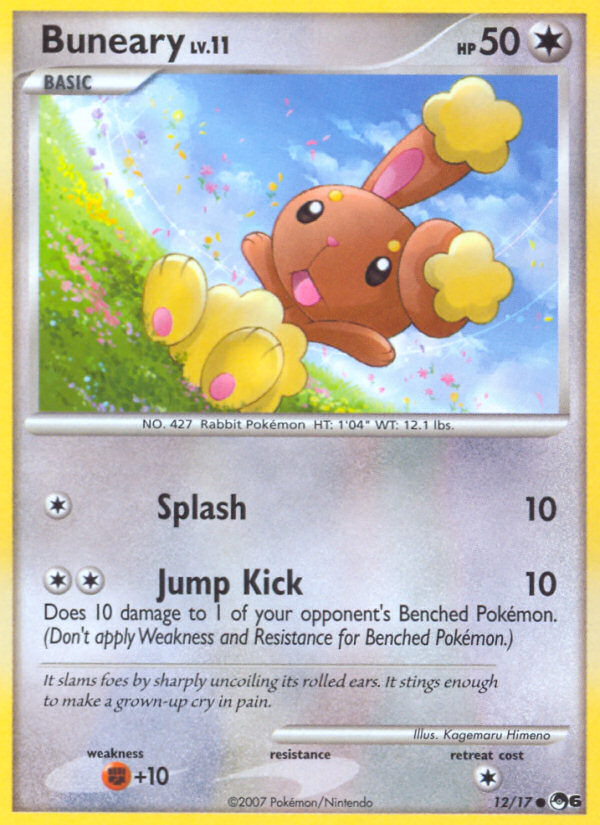 Buneary LV.11 HP 50
BASIC
NO. 427 Rabbit Pokémon HT: 1'04" WT: 12.1 lbs.
Splash 10
Jump Kick 10
Does 10 damage to 1 of your opponent's Benched Pokémon.
(Don't apply Weakness and Resistance for Benched Pokémon.)
It slams foes by sharply uncoiling its rolled ears. It stings enough
to make a grown-up cry in pain.
Illus. Kagemaru Himeno
weakness resistance retreat cost
+10
©2007 Pokémon/Nintendo 12/17 ● 6